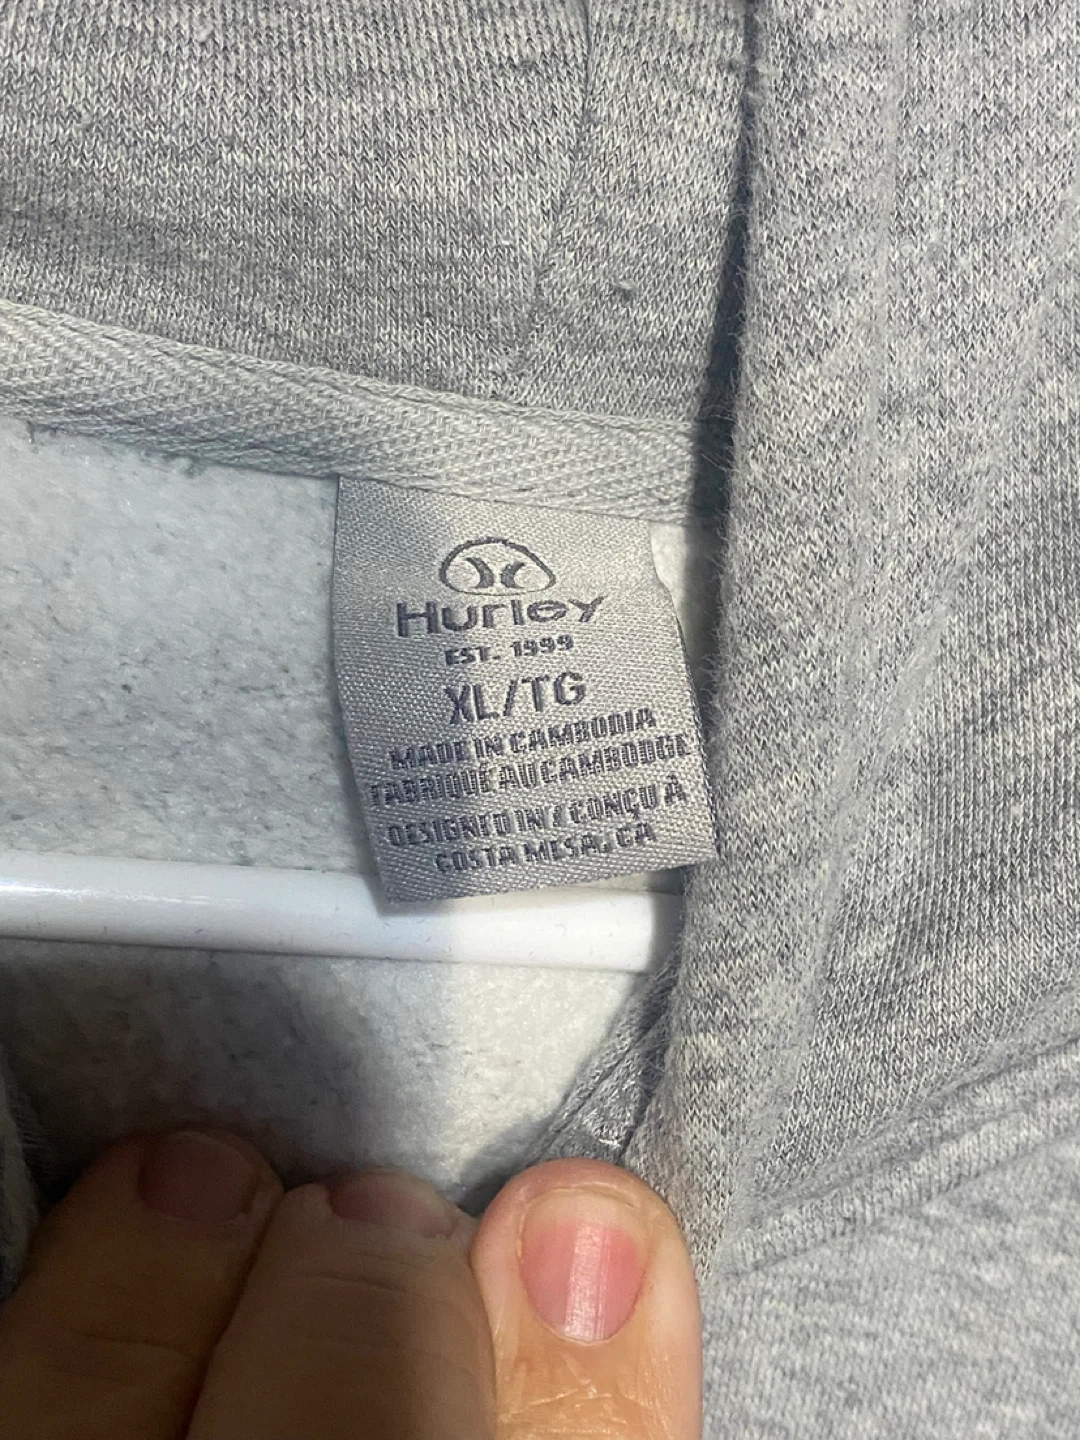 Hurley
EST. 1999
XL/TG
MADE IN CAMBODIA
FABRIQUE AU CAMBODGE
DESIGNED IN / CONÇU À
COSTA MESA, CA